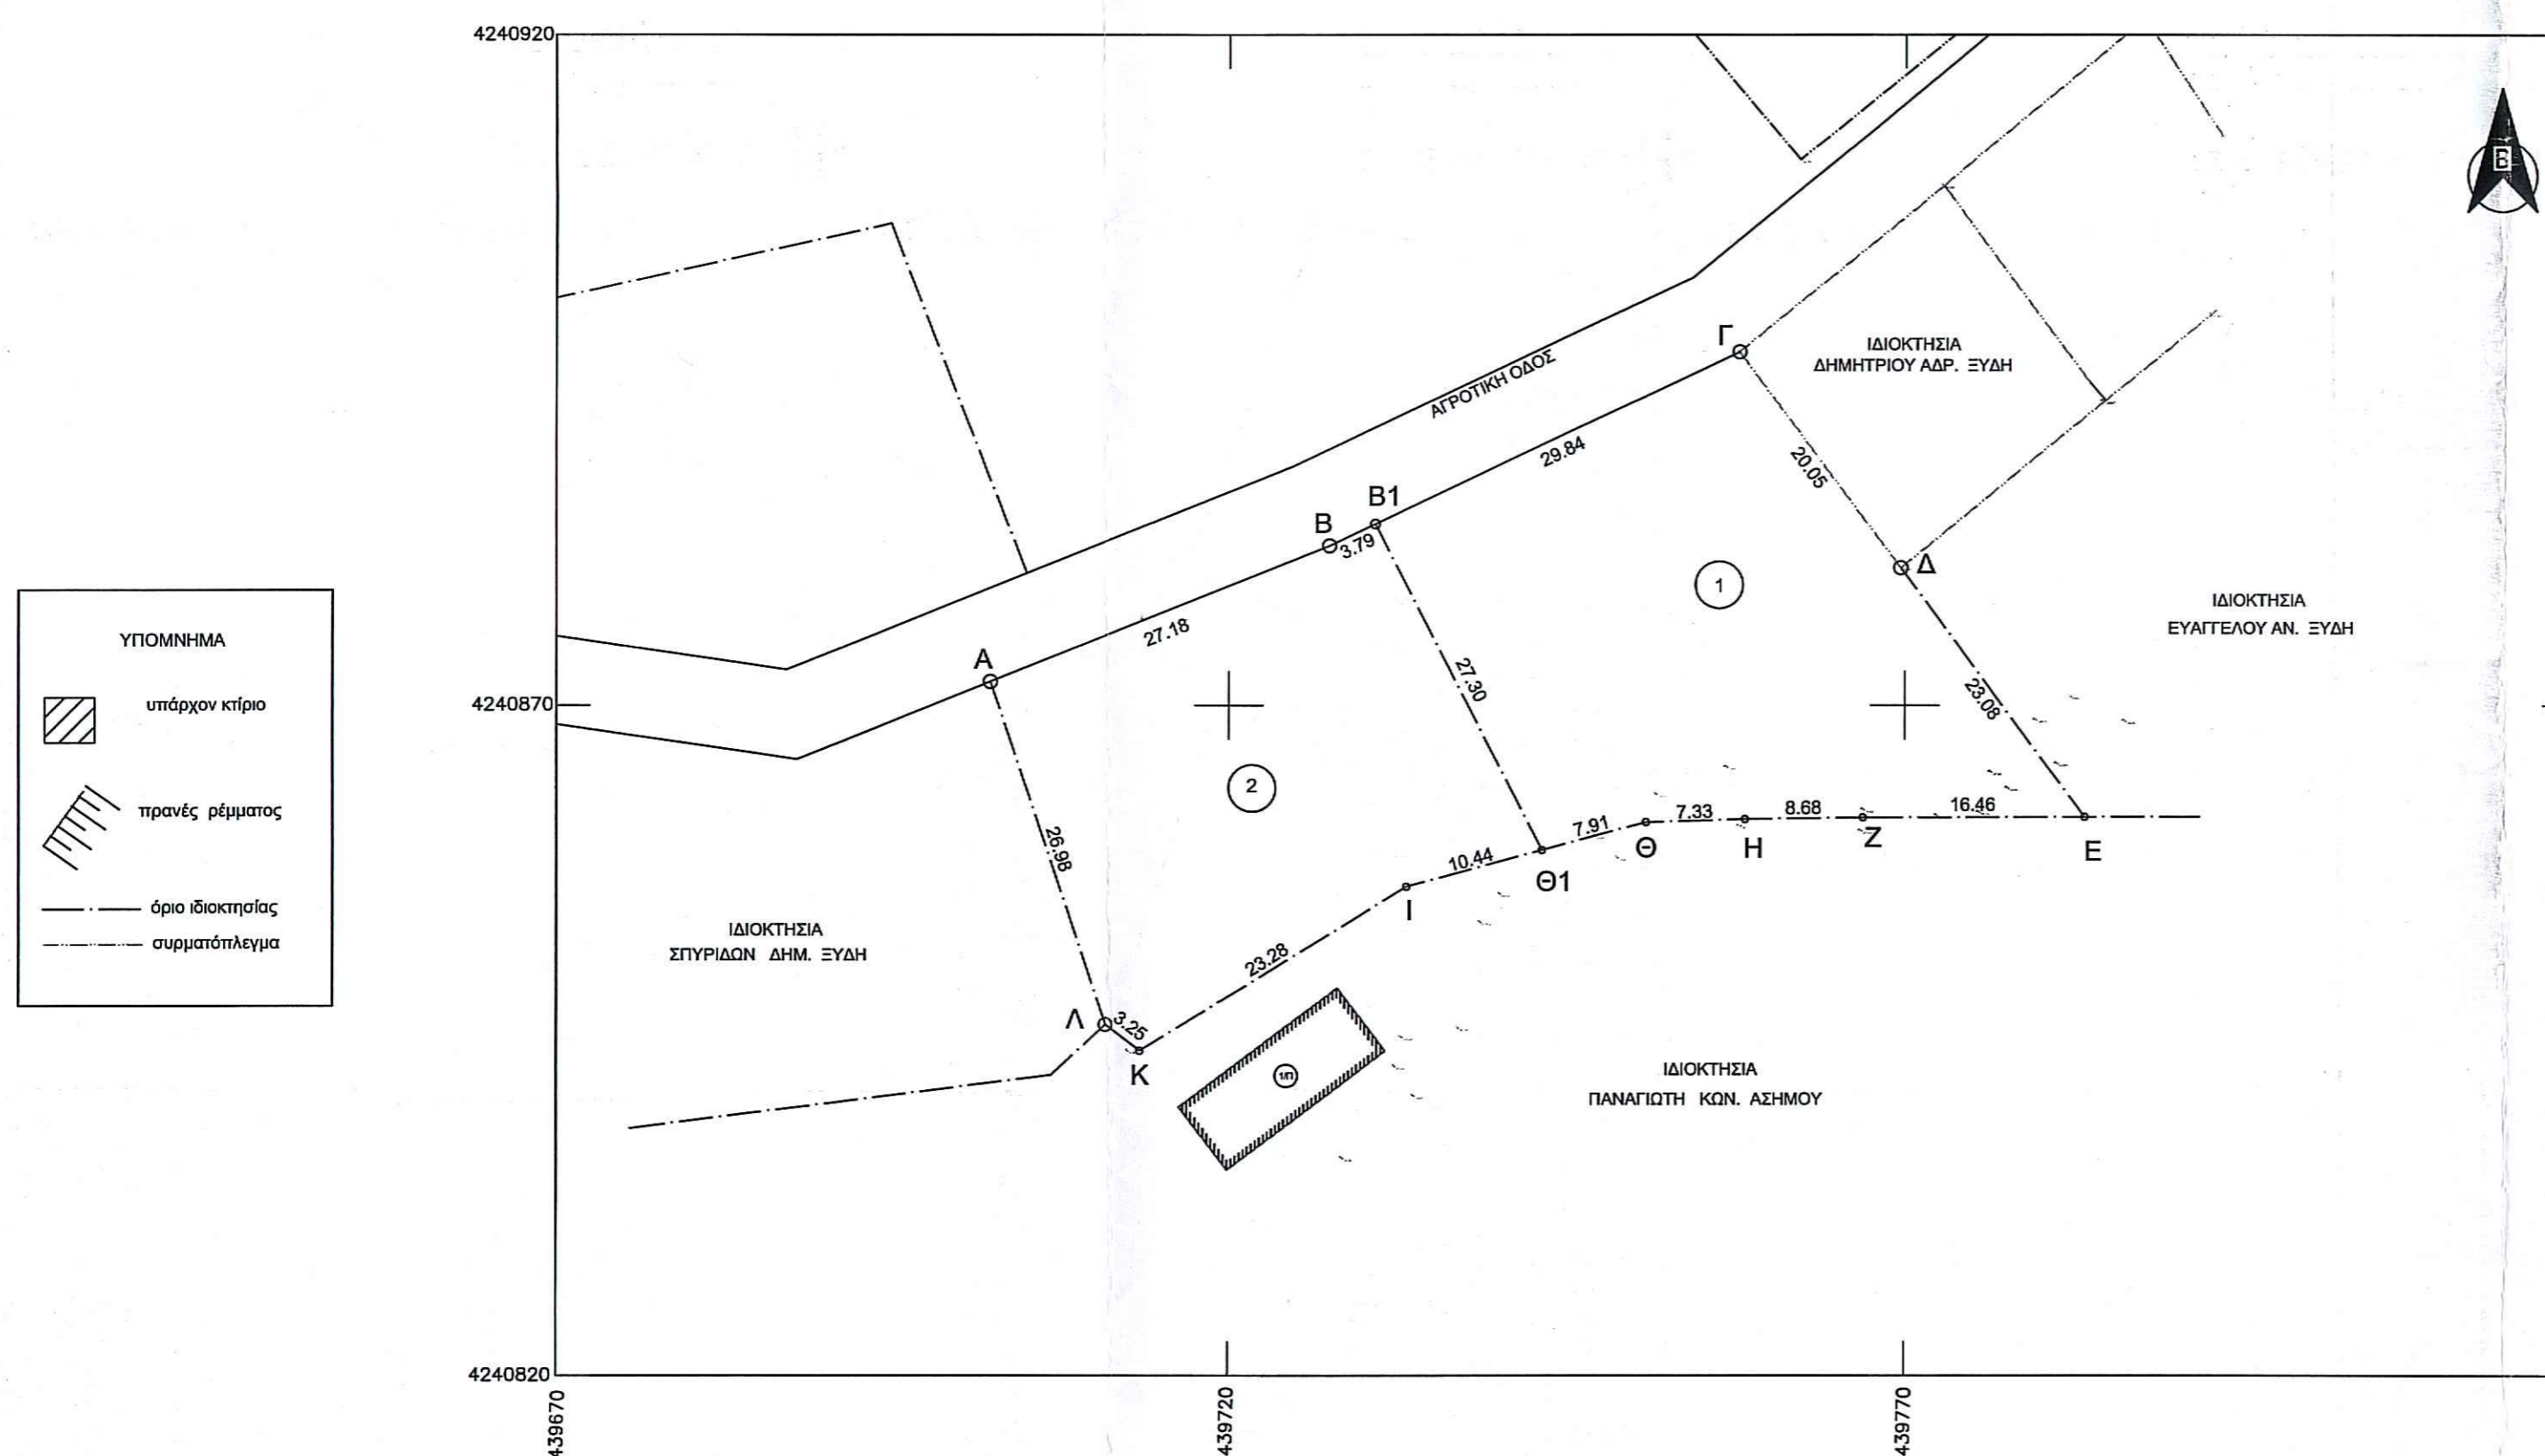 4240920
Β
Γ
ΙΔΙΟΚΤΗΣΙΑ
ΔΗΜΗΤΡΙΟΥ ΑΔΡ. ΞΥΔΗ
ΑΓΡΟΤΙΚΗ ΟΔΟΣ
29.84
20.05
Β1
Β
3.79
Δ
1
ΙΔΙΟΚΤΗΣΙΑ
ΕΥΑΓΓΕΛΟΥ ΑΝ. ΞΥΔΗ
27.18
Α
27.30
23.08
4240870
2
ΥΠΟΜΝΗΜΑ
υπάρχον κτίριο
πρανές ρέμματος
όριο ιδιοκτησίας
συρματόπλεγμα
26.98
10.44
7.91
7.33
8.68
16.46
Θ
Η
Ζ
Ε
Θ1
Ι
ΙΔΙΟΚΤΗΣΙΑ
ΣΠΥΡΙΔΩΝ ΔΗΜ. ΞΥΔΗ
23.28
Λ
3.25
Κ
1/Π
ΙΔΙΟΚΤΗΣΙΑ
ΠΑΝΑΓΙΩΤΗ ΚΩΝ. ΑΣΗΜΟΥ
4240820
439670
439720
439770